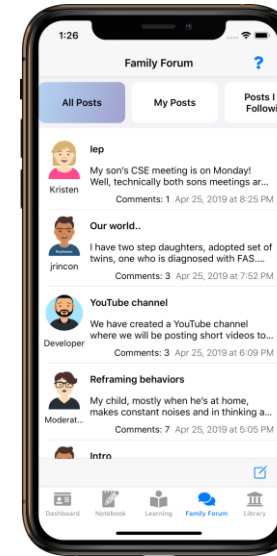 1:26
Family Forum
?
All Posts
My Posts
Posts I
Followi
Iep
My son's CSE meeting is on Monday!
Well, technically both sons meetings ar...
Kristen
Comments: 1 Apr 25, 2019 at 8:25 PM
Our world..
I have two step daughters, adopted set of
twins, one who is diagnosed with FAS....
jrincon
Comments: 3 Apr 25, 2019 at 7:52 PM
YouTube channel
We have created a YouTube channel
where we will be posting short videos to...
Developer
Comments: 3 Apr 25, 2019 at 6:09 PM
Reframing behaviors
My child, mostly when he's at home,
makes constant noises and in thinking a...
Moderat...
Comments: 7 Apr 25, 2019 at 5:05 PM
Intro
Dashboard
Notebook
Learning
Family Forum
Library